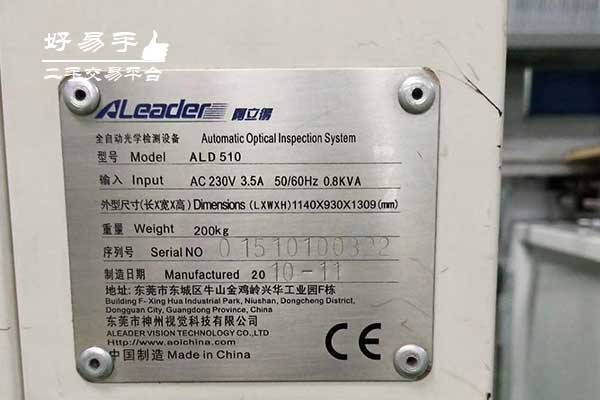 好易手
二手交易平台
ALeader 阿立得
全自动光学检测设备 Automatic Optical Inspection System
型号 Model ALD 510
输入 Input AC 230V 3.5A 50/60Hz 0.8KVA
外型尺寸(长X宽X高) Dimensions (LXWXH) 1140X930X1309(mm)
重量 Weight 200kg
序列号 Serial NO 01510100322
制造日期 Manufactured 2010-11
地址: 东莞市东城区牛山金鸡岭兴华工业园F栋
Building F- Xing Hua Industrial Park, Niushan, Dongcheng District,
Dongguan City, Guangdong Province, China
东莞市神州视觉科技有限公司
ALEADER VISION TECHNOLOGY CO.,LTD
Http://www.aoichina.com
中国制造 Made in China
CE